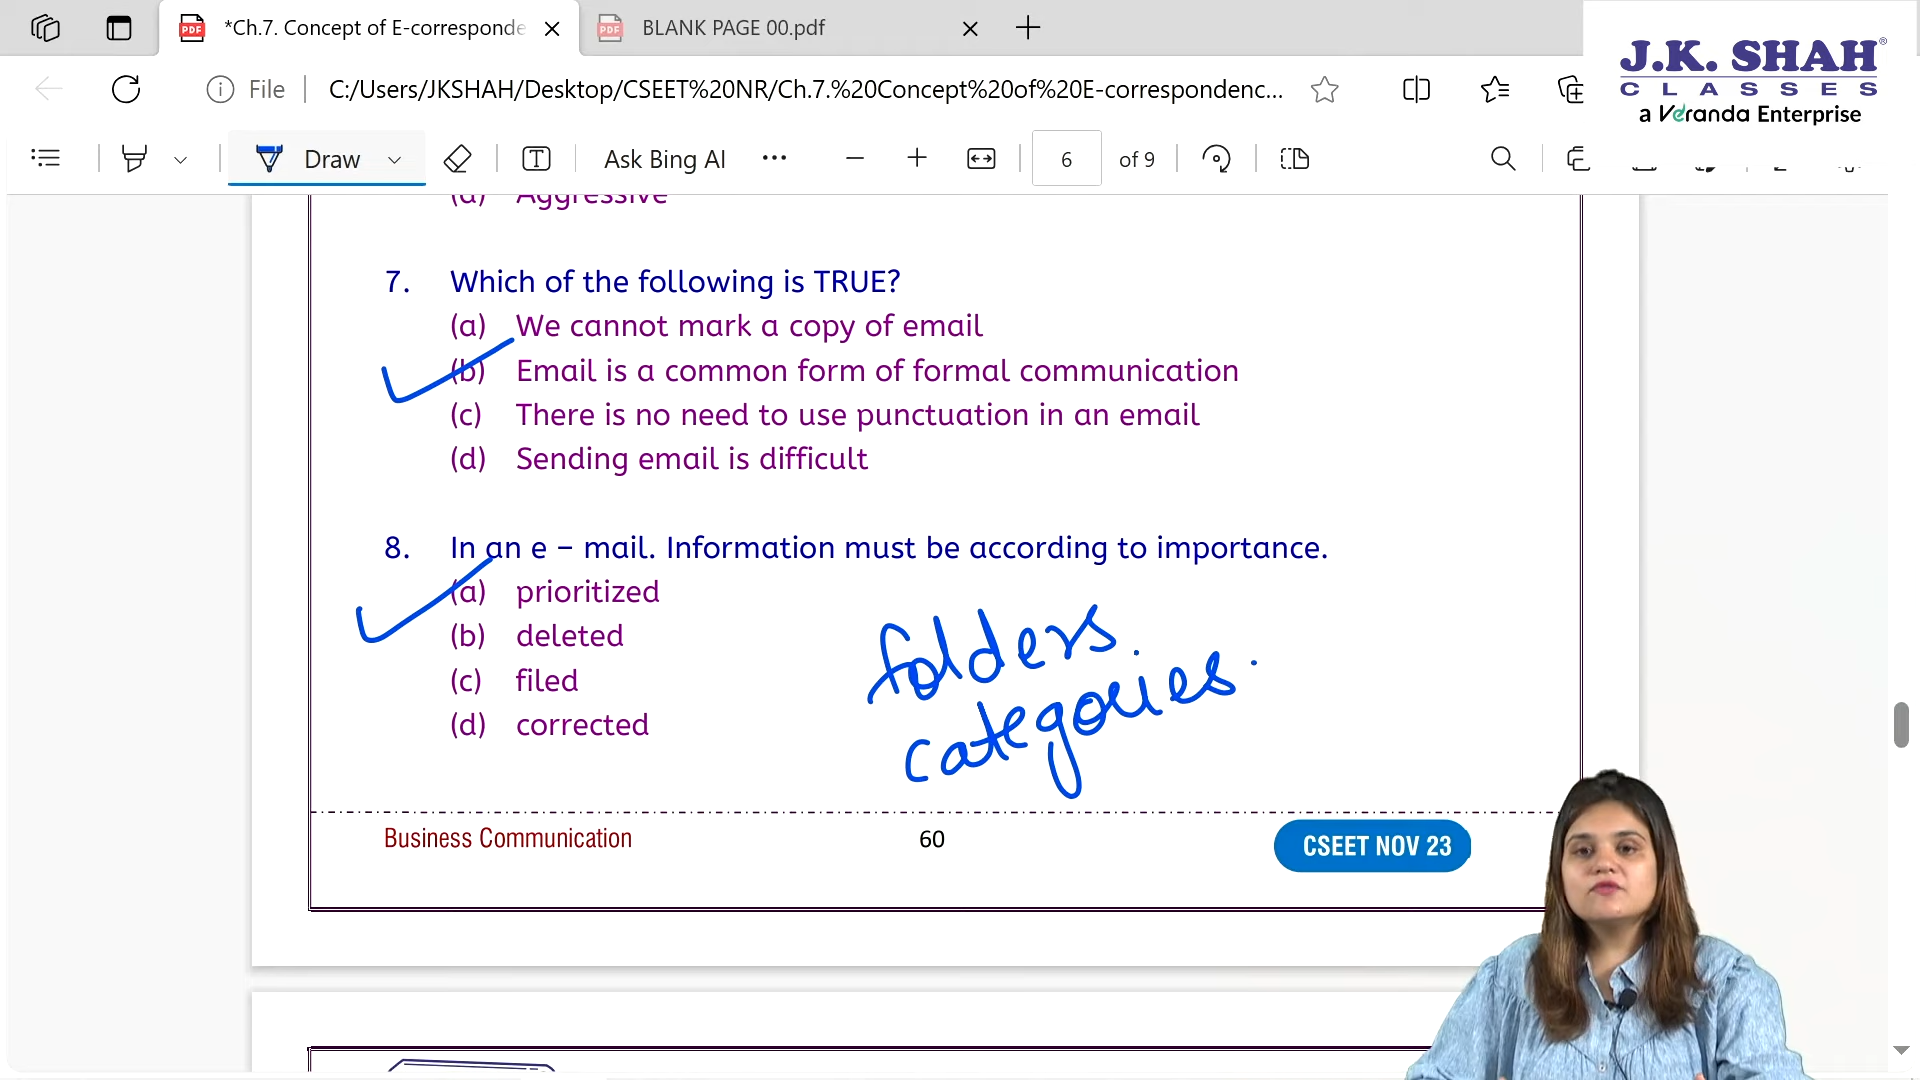 *Ch.7. Concept of E-corresponde
BLANK PAGE 00.pdf
J.K. SHAH®
CLASSES
a Veranda Enterprise
File
C:/Users/JKSHAH/Desktop/CSEET%20NR/Ch.7.%20Concept%20of%20E-correspondenc...
Draw
Ask Bing AI
6 of 9
(d) Aggressive
7. Which of the following is TRUE?
(a) We cannot mark a copy of email
(b) Email is a common form of formal communication
(c) There is no need to use punctuation in an email
(d) Sending email is difficult
8. In an e – mail. Information must be according to importance.
(a) prioritized
(b) deleted
(c) filed
(d) corrected
folders.
categories.
Business Communication
60
CSEET NOV 23